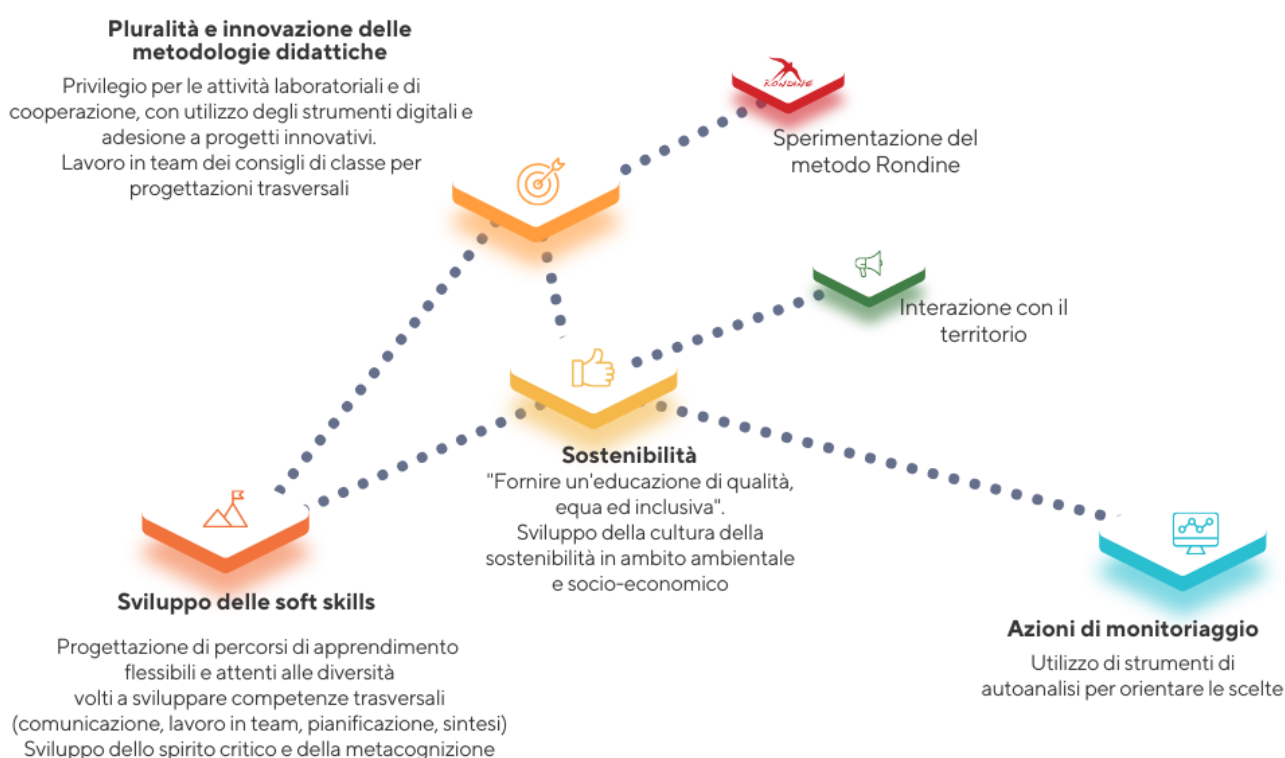 Pluralità e innovazione delle
metodologie didattiche
Privilegio per le attività laboratoriali e di
cooperazione, con utilizzo degli strumenti digitali e
adesione a progetti innovativi.
Lavoro in team dei consigli di classe per
progettazioni trasversali
RONDINE
Sperimentazione del
metodo Rondine
Interazione con il
territorio
Sostenibilità
"Fornire un'educazione di qualità,
equa ed inclusiva".
Sviluppo della cultura della
sostenibilità in ambito ambientale
e socio-economico
Sviluppo delle soft skills
Progettazione di percorsi di apprendimento
flessibili e attenti alle diversità
volti a sviluppare competenze trasversali
(comunicazione, lavoro in team, pianificazione, sintesi)
Sviluppo dello spirito critico e della metacognizione
Azioni di monitoriaggio
Utilizzo di strumenti di
autoanalisi per orientare le scelte